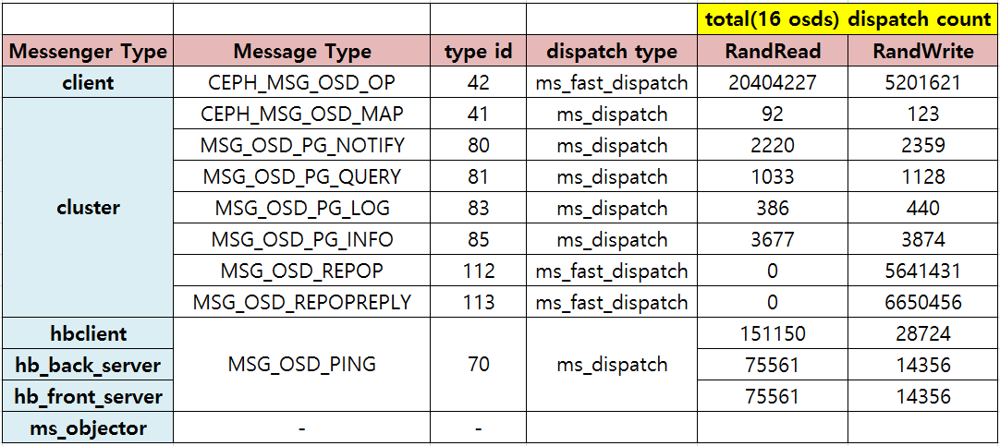 total(16 osds) dispatch count
Messenger Type Message Type type id dispatch type RandRead RandWrite
client CEPH_MSG_OSD_OP 42 ms_fast_dispatch 20404227 5201621
cluster CEPH_MSG_OSD_MAP 41 ms_dispatch 92 123
MSG_OSD_PG_NOTIFY 80 ms_dispatch 2220 2359
MSG_OSD_PG_QUERY 81 ms_dispatch 1033 1128
MSG_OSD_PG_LOG 83 ms_dispatch 386 440
MSG_OSD_PG_INFO 85 ms_dispatch 3677 3874
MSG_OSD_REPOP 112 ms_fast_dispatch 0 5641431
MSG_OSD_REPOPREPLY 113 ms_fast_dispatch 0 6650456
hbclient MSG_OSD_PING 70 ms_dispatch 151150 28724
hb_back_server 75561 14356
hb_front_server 75561 14356
ms_objector - -